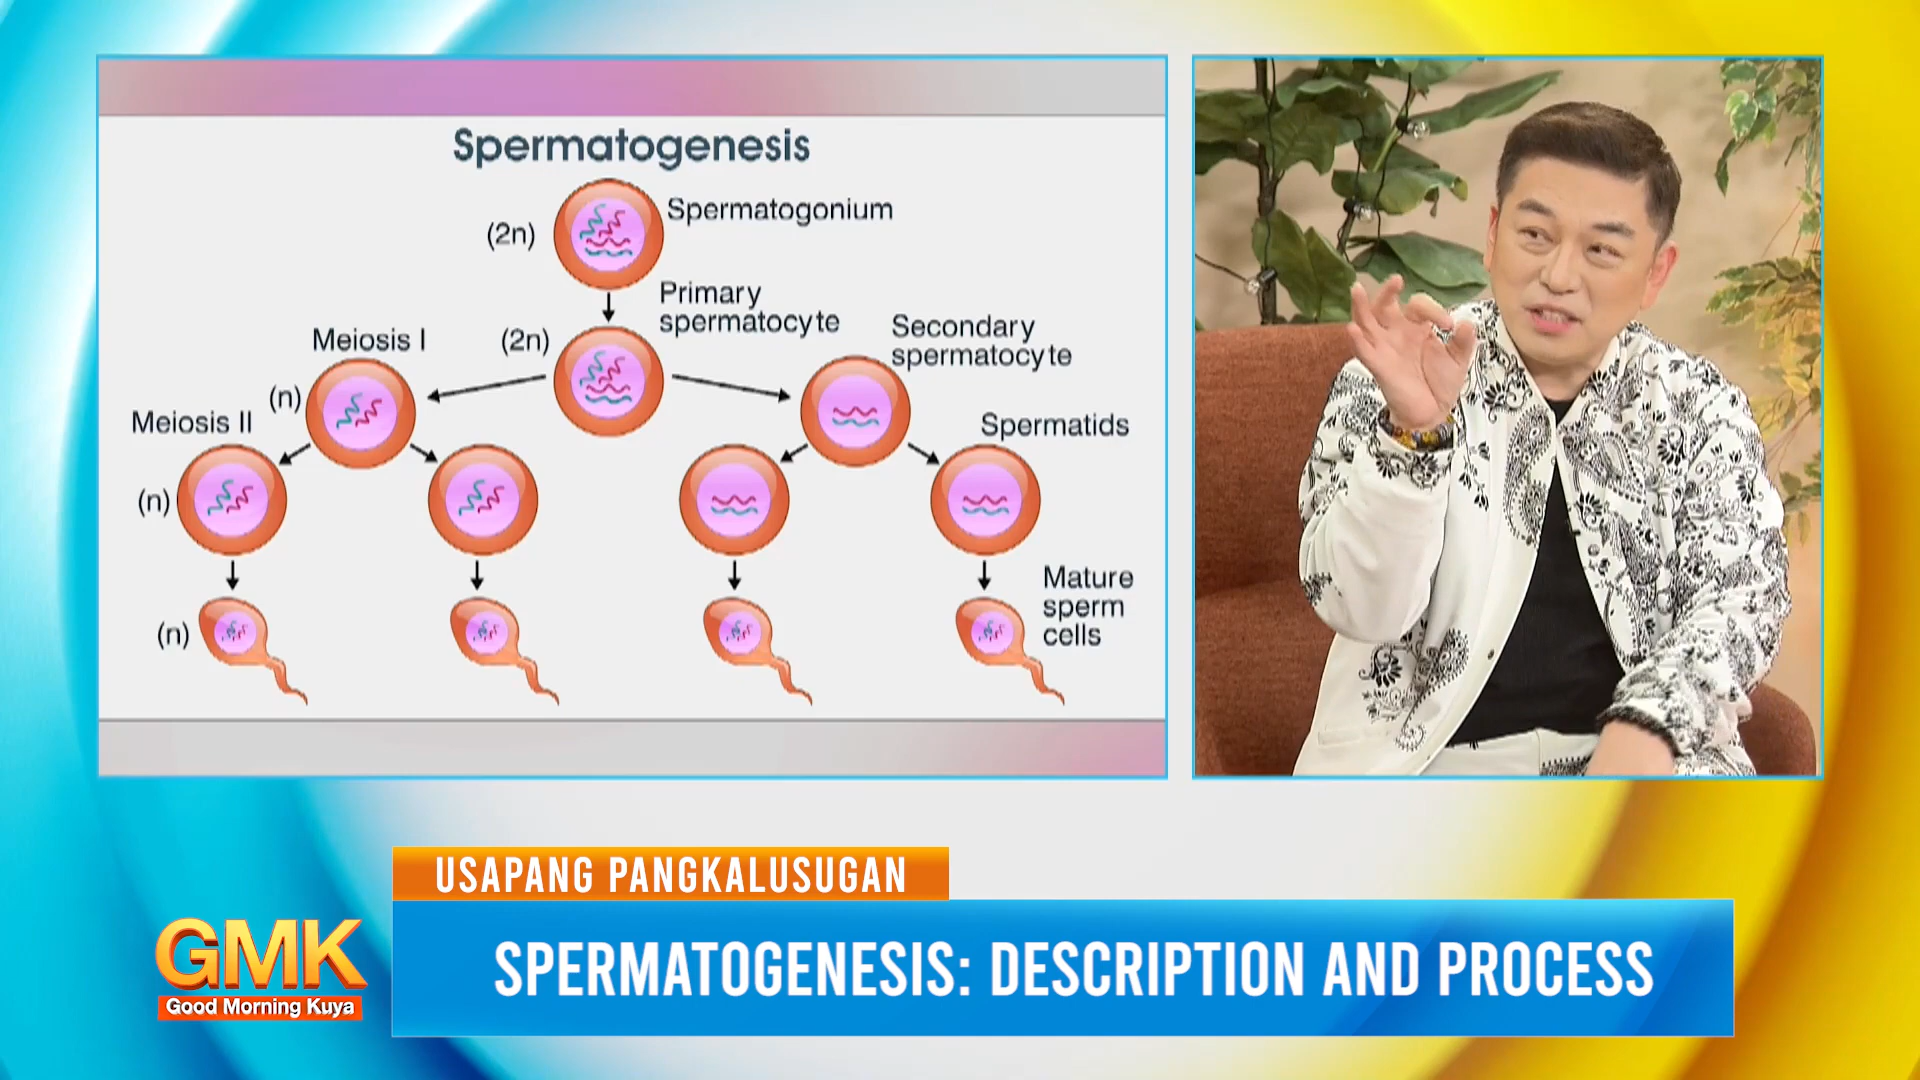 Spermatogenesis
Spermatogonium
(2n)
Primary
spermatocyte
(2n)
Secondary
spermatocyte
Meiosis I
(n)
Meiosis II
Spermatids
(n)
Mature
sperm
cells
(n)
USAPANG PANGKALUSUGAN
SPERMATOGENESIS: DESCRIPTION AND PROCESS
GMK
Good Morning Kuya